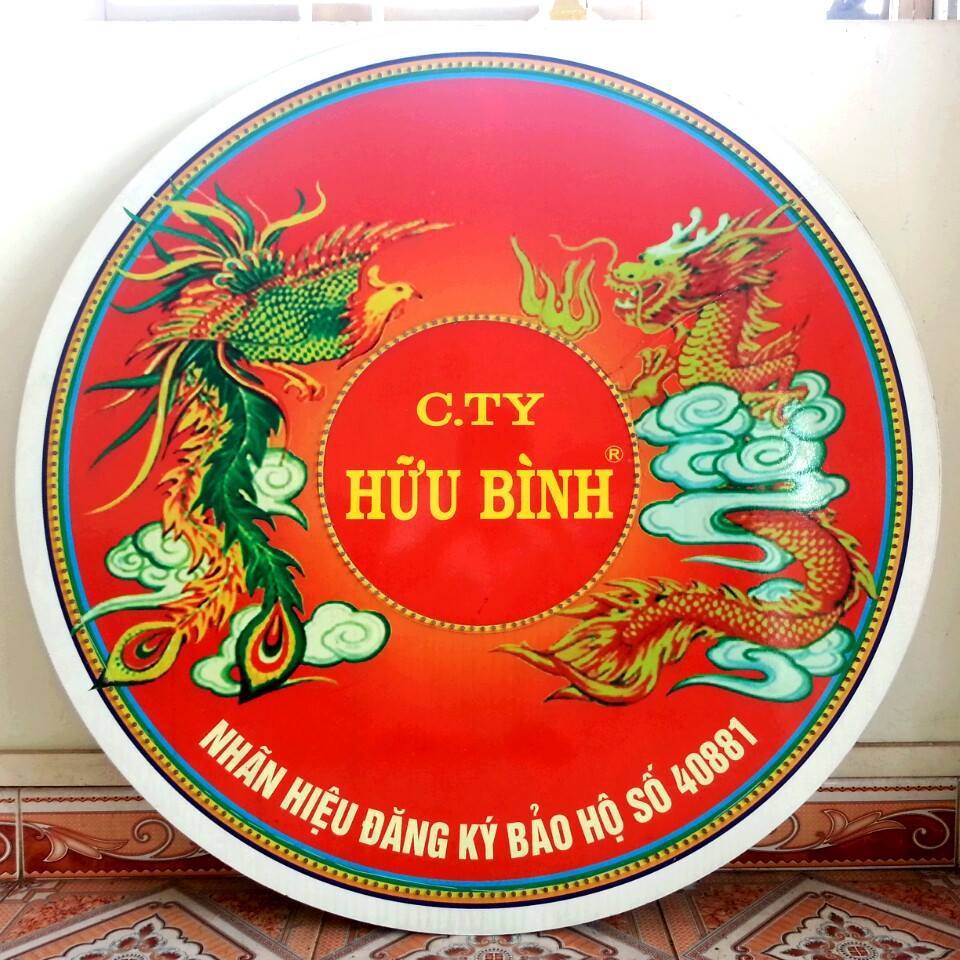 C.TY
HỮU BÌNH ®
NHÃN HIỆU ĐĂNG KÝ BẢO HỘ SỐ 40881